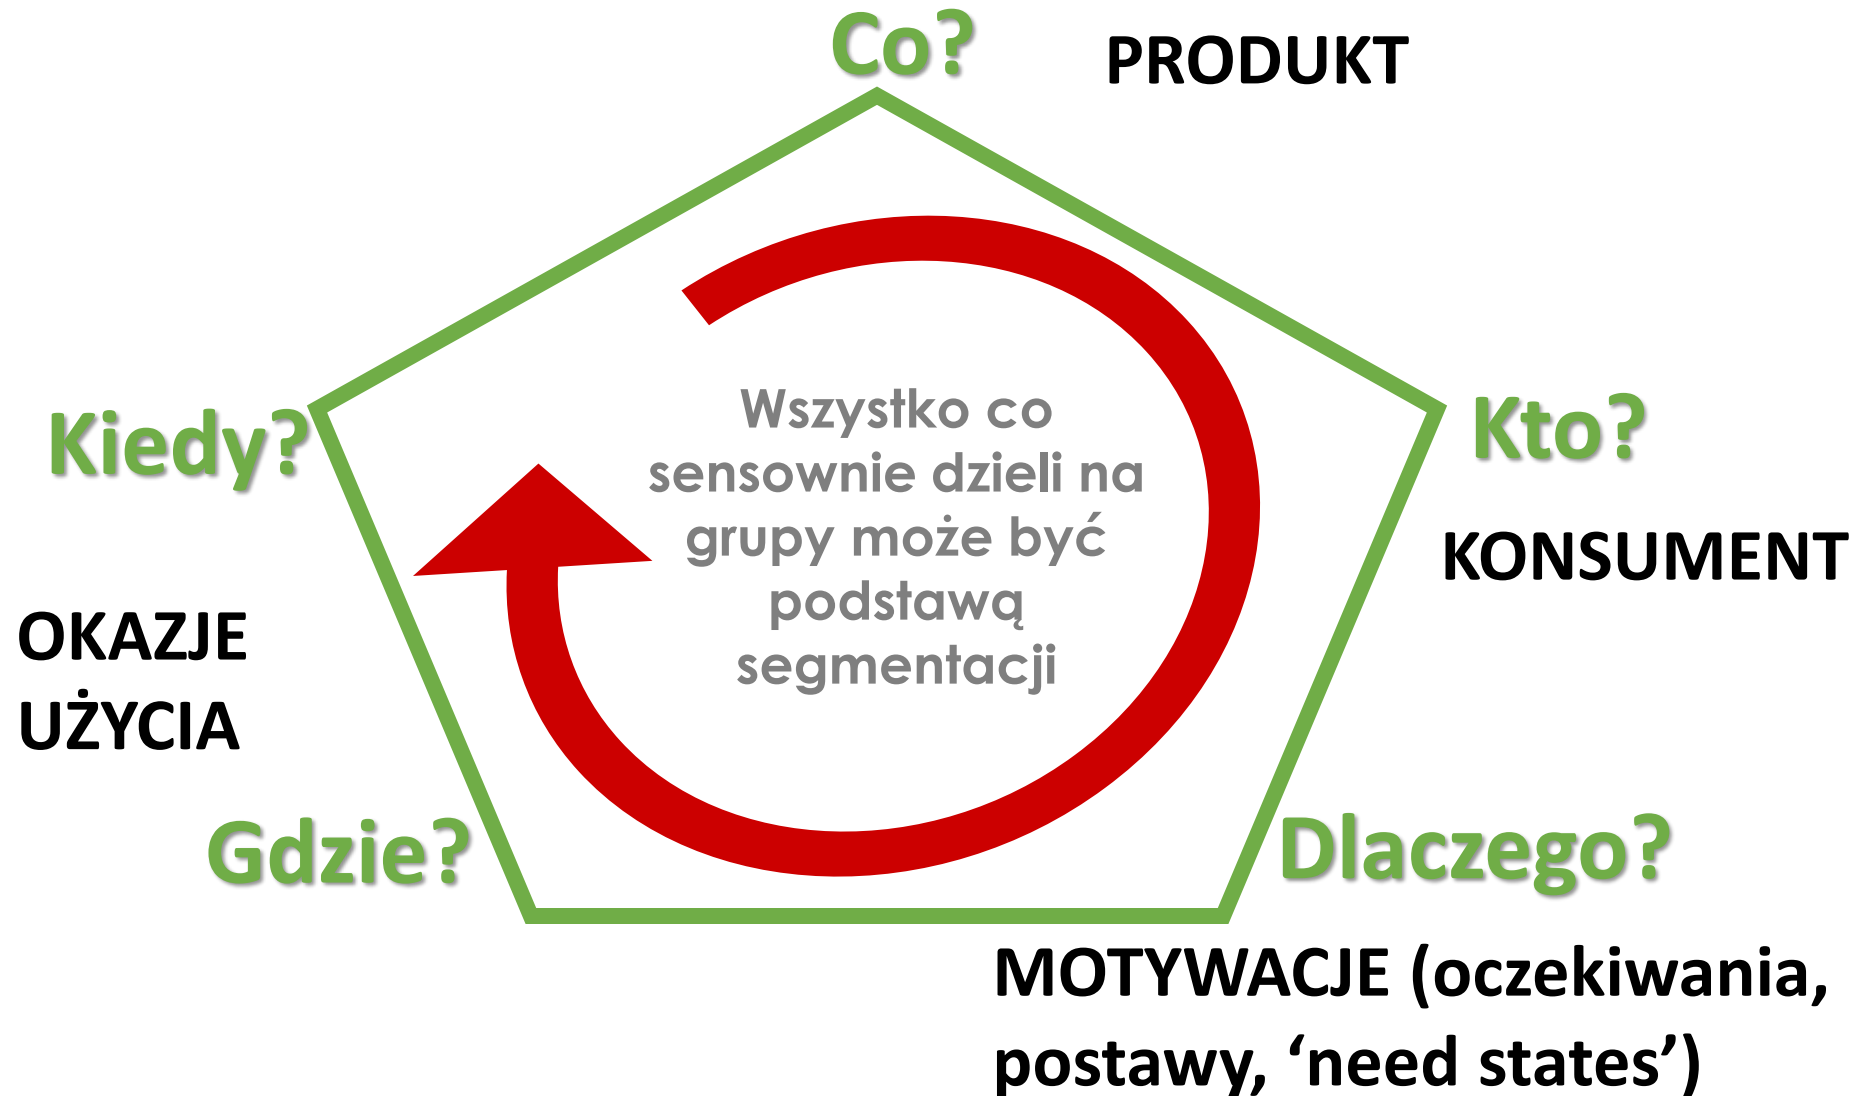 Co?
PRODUKT
Kiedy?
Kto?
Wszystko co
sensownie dzieli na
grupy może być
podstawą
segmentacji
KONSUMENT
OKAZJE
UŻYCIA
Gdzie?
Dlaczego?
MOTYWACJE (oczekiwania,
postawy, ‘need states’)